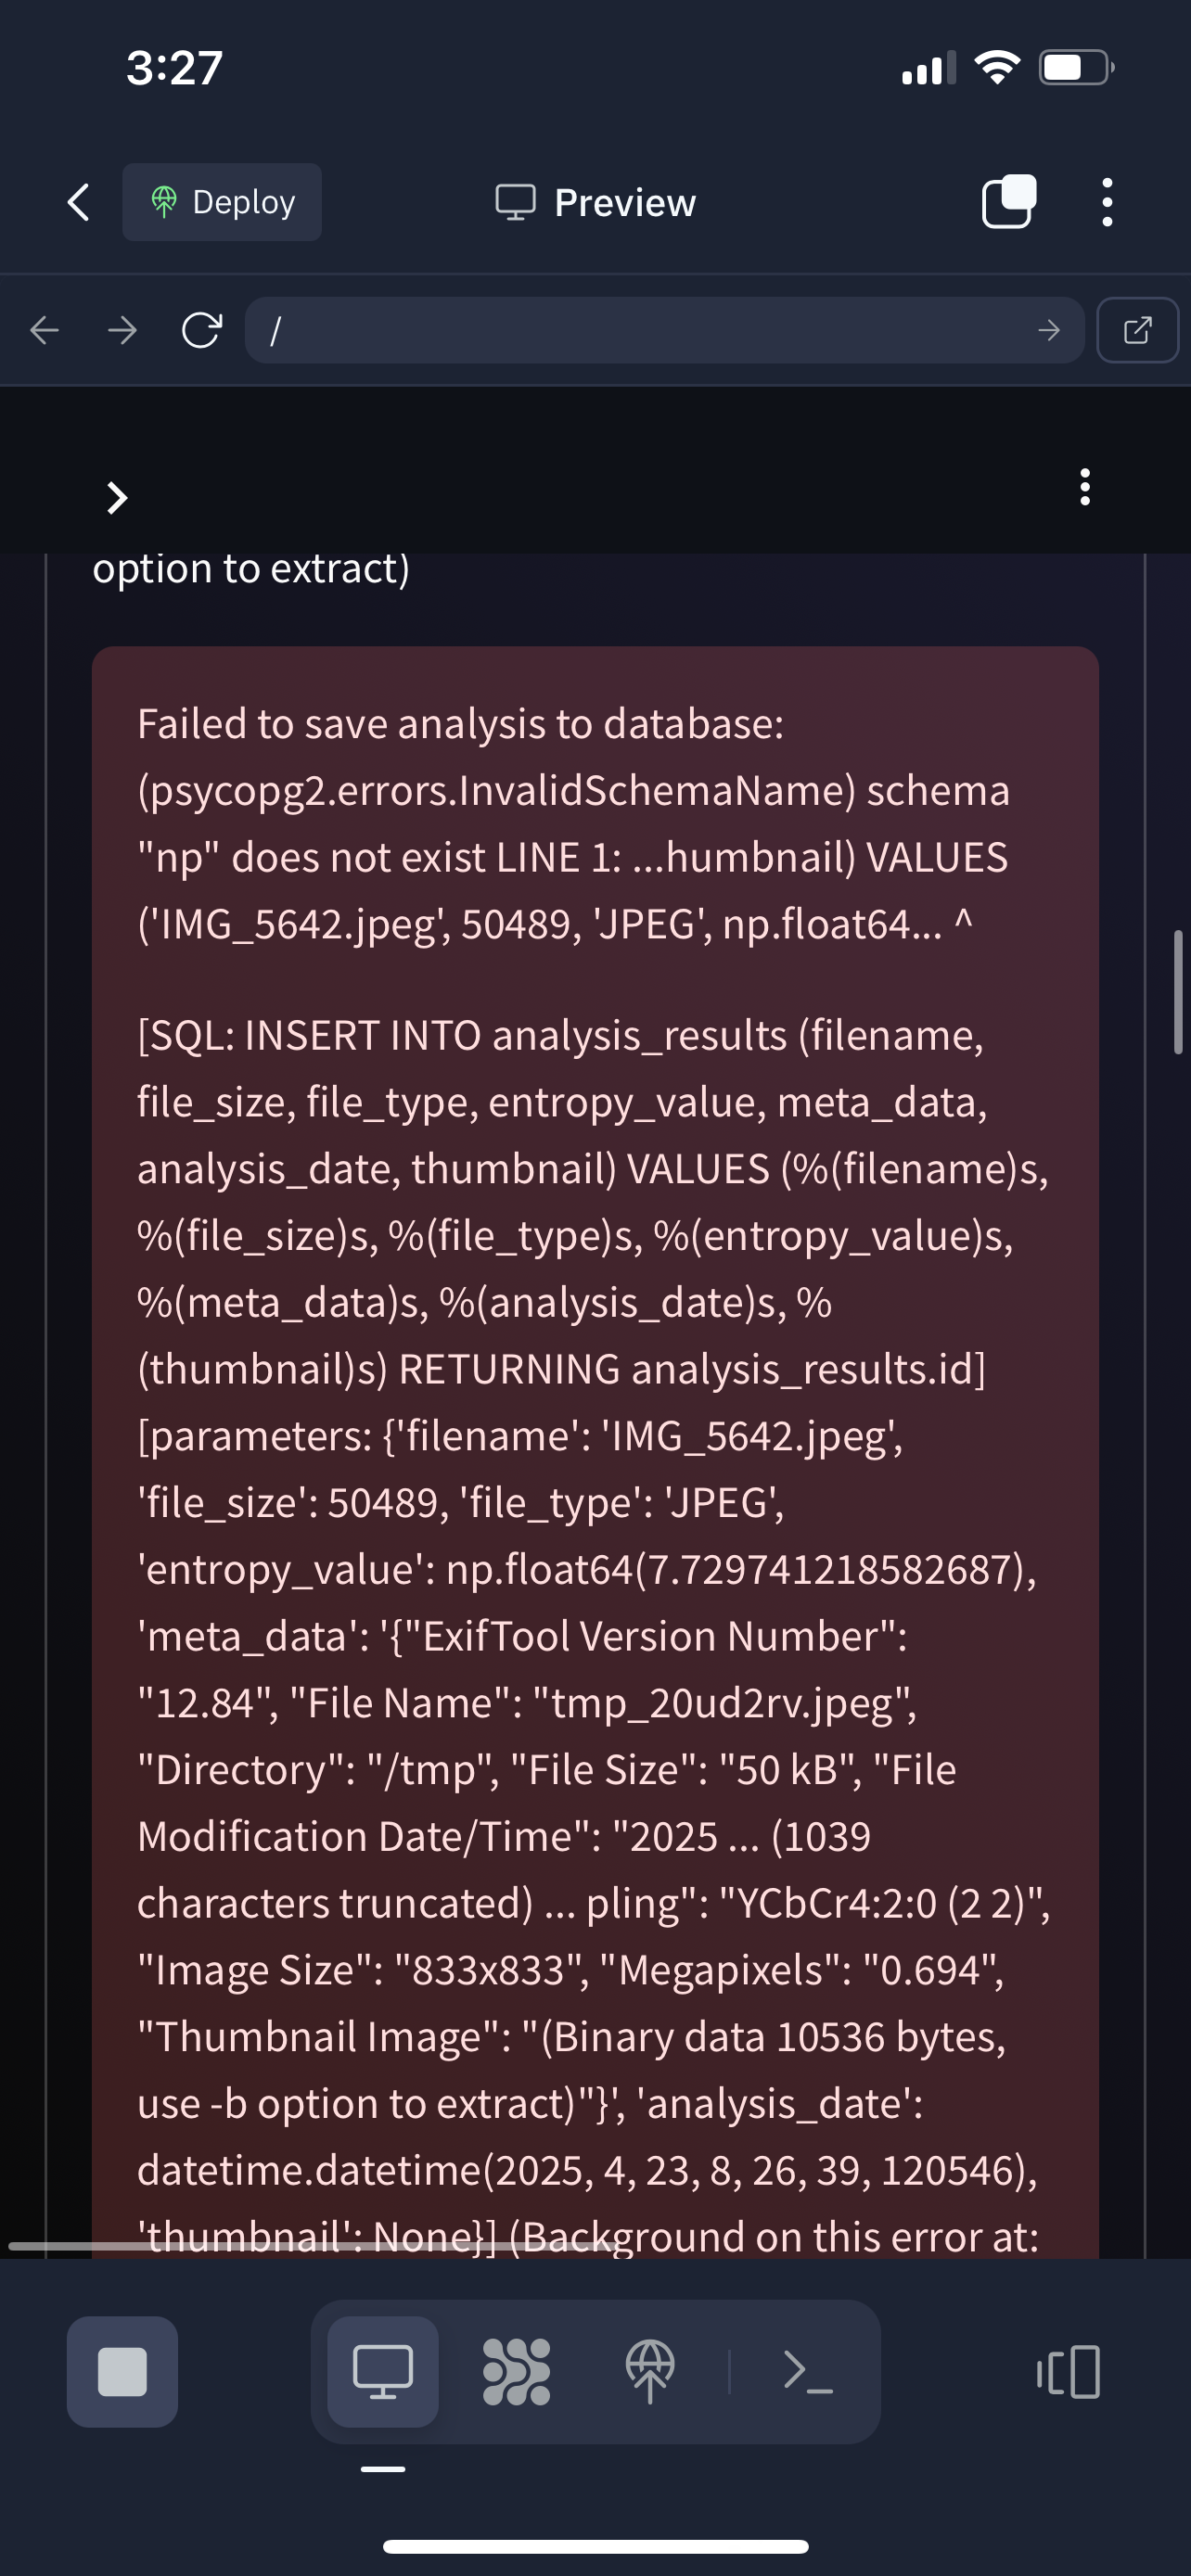 3:27
Deploy
Preview
/
option to extract)
Failed to save analysis to database:
(psycopg2.errors.InvalidSchemaName) schema
"np" does not exist LINE 1: ...humbnail) VALUES
('IMG_5642.jpeg', 50489, 'JPEG', np.float64... ^
[SQL: INSERT INTO analysis_results (filename,
file_size, file_type, entropy_value, meta_data,
analysis_date, thumbnail) VALUES (%(filename)s,
%(file_size)s, %(file_type)s, %(entropy_value)s,
%(meta_data)s, %(analysis_date)s, %
(thumbnail)s) RETURNING analysis_results.id]
[parameters: {'filename': 'IMG_5642.jpeg',
'file_size': 50489, 'file_type': 'JPEG',
'entropy_value': np.float64(7.729741218582687),
'meta_data': '{"ExifTool Version Number":
"12.84", "File Name": "tmp_20ud2rv.jpeg",
"Directory": "/tmp", "File Size": "50 kB", "File
Modification Date/Time": "2025 ... (1039
characters truncated) ... pling": "YCbCr4:2:0 (2 2)",
"Image Size": "833x833", "Megapixels": "0.694",
"Thumbnail Image": "(Binary data 10536 bytes,
use -b option to extract)"}', 'analysis_date':
datetime.datetime(2025, 4, 23, 8, 26, 39, 120546),
'thumbnail': None}] (Background on this error at: